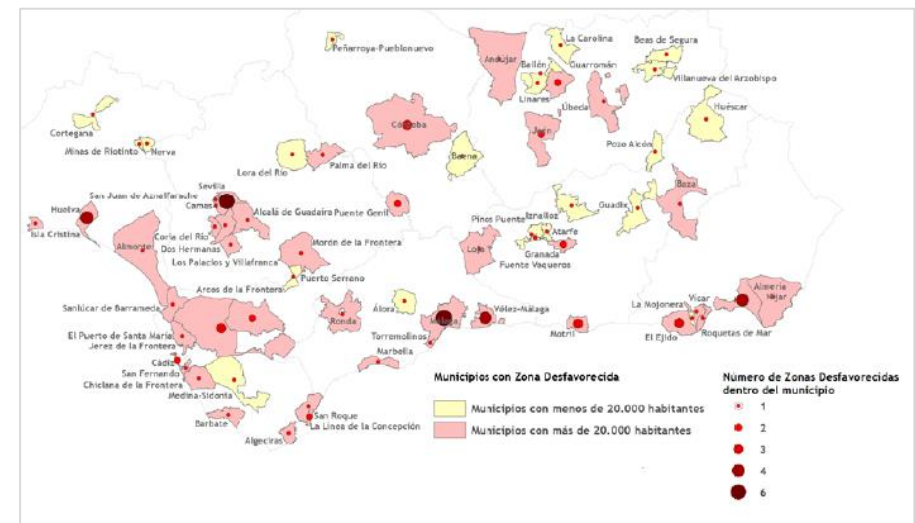 Peñarroya-Pueblonuevo
La Carolina
Beas de Segura
Andújar
Bailén
Guarromán
Villanueva del Arzobispo
Linares
Úbeda
Huéscar
Cortegana
Córdoba
Jaén
Minas de Riotinto
Nerva
Baena
Pozo Alcón
Lora del Río
Palma del Río
Sevilla
San Juan de Aznalfarache
Camas
Baza
Huelva
Alcalá de Guadaira
Puente Genil
Pinos Puente
Iznalloz
Guadix
Isla Cristina
Coria del Río
Atarfe
Almonte
Dos Hermanas
Morón de la Frontera
Loja
Granada
Los Palacios y Villafranca
Fuente Vaqueros
Puerto Serrano
Arcos de la Frontera
Almería
Níjar
Sanlúcar de Barrameda
Álora
Vélez-Málaga
La Mojonera
Vícar
Ronda
Málaga
El Puerto de Santa María
Torremolinos
Motril
El Ejido
Roquetas de Mar
Jerez de la Frontera
Marbella
Cádiz
San Fernando
Chiclana de la Frontera
Medina-Sidonia
Barbate
San Roque
La Línea de la Concepción
Algeciras
Municipios con Zona Desfavorecida
Municipios con menos de 20.000 habitantes
Municipios con más de 20.000 habitantes
Número de Zonas Desfavorecidas
dentro del municipio
1
2
3
4
6